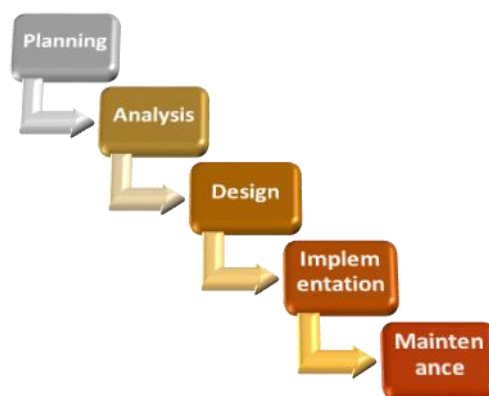 Planning
Analysis
Design
Implem
entation
Mainten
ance